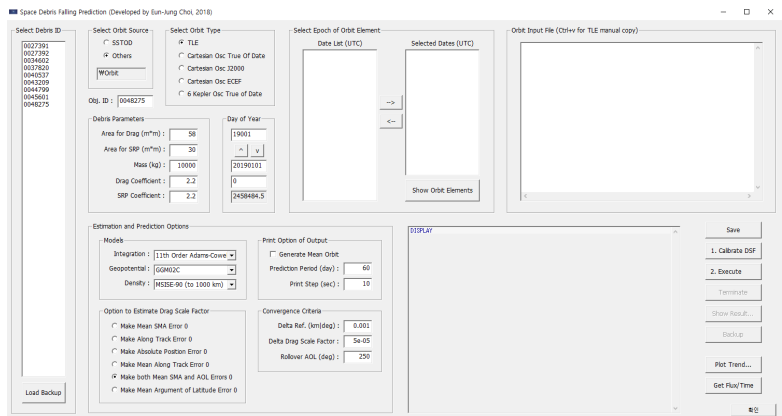 Space Debris Falling Prediction (Developed by Eun-Jung Choi, 2018)
Select Debris ID
0027391
0027392
0034602
0037820
0040537
0043209
0044799
0045601
0048275
Load Backup
Select Orbit Source
SSTOD
Others
₩Orbit
Obj. ID : 0048275
Select Orbit Type
TLE
Cartesian Osc True Of Date
Cartesian Osc J2000
Cartesian Osc ECEF
6 Kepler Osc True of Date
Debris Parameters
Area for Drag (m*m) : 58
Area for SRP (m*m) : 30
Mass (kg) : 10000
Drag Coefficient : 2.2
SRP Coefficient : 2.2
Day of Year
19001
^ v
20190101
0
2458484.5
Select Epoch of Orbit Element
Date List (UTC)
Selected Dates (UTC)
-->
<--
Show Orbit Elements
Orbit Input File (Ctrl+v for TLE manual copy)
Estimation and Prediction Options
Models
Integration : 11th Order Adams-Cowe
Geopotential : GGM02C
Density : MSISE-90 (to 1000 km)
Print Option of Output
Generate Mean Orbit
Prediction Period (day) : 60
Print Step (sec) : 10
Option to Estimate Drag Scale Factor
Make Mean SMA Error 0
Make Along Track Error 0
Make Absolute Position Error 0
Make Mean Along Track Error 0
Make both Mean SMA and AOL Errors 0
Make Mean Argument of Latitude Error 0
Convergence Criteria
Delta Ref. (km|deg) : 0.001
Delta Drag Scale Factor : 5e-05
Rollover AOL (deg) : 250
DISPLAY
Save
1. Calibrate DSF
2. Execute
Terminate
Show Result...
Backup
Plot Trend...
Get Flux/Time
확인